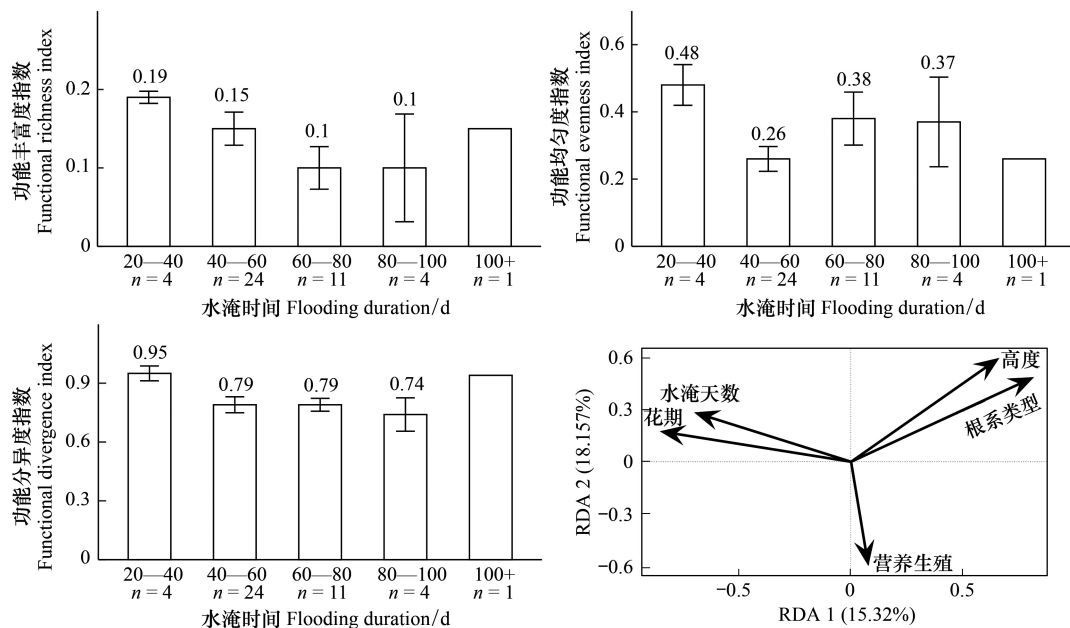 功能丰富度指数
Functional richness index
0.2
0.1
0
0.19
0.15
0.1
0.1
20—40
40—60
60—80
80—100
100+
n = 4
n = 24
n = 11
n = 4
n = 1
水淹时间 Flooding duration/d
功能均匀度指数
Functional evenness index
0.6
0.4
0.2
0
0.48
0.26
0.38
0.37
20—40
40—60
60—80
80—100
100+
n = 4
n = 24
n = 11
n = 4
n = 1
水淹时间 Flooding duration/d
功能分异度指数
Functional divergence index
0.9
0.6
0.3
0
0.95
0.79
0.79
0.74
20—40
40—60
60—80
80—100
100+
n = 4
n = 24
n = 11
n = 4
n = 1
水淹时间 Flooding duration/d
RDA 2 (18.157%)
0.6
0.3
0
−0.3
−0.6
高度
根系类型
水淹天数
花期
营养生殖
−0.5
0
0.5
RDA 1 (15.32%)